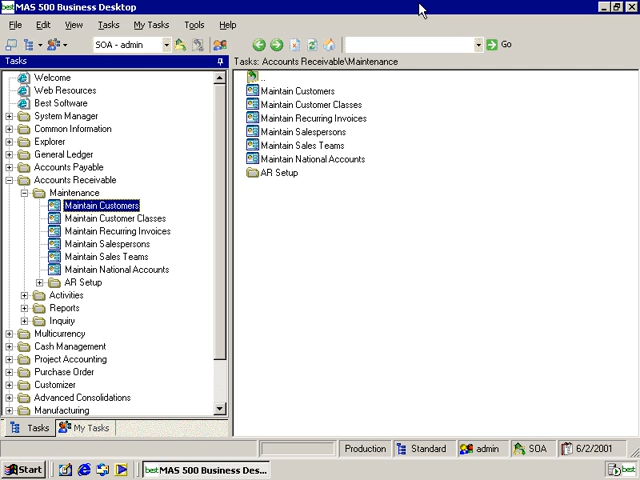 best MAS 500 Business Desktop
File Edit View Tasks My Tasks Tools Help
SOA - admin Go
Tasks
Tasks: Accounts Receivable\Maintenance
Welcome
Web Resources
Best Software
System Manager
Common Information
Explorer
General Ledger
Accounts Payable
Accounts Receivable
Maintenance
Maintain Customers
Maintain Customer Classes
Maintain Recurring Invoices
Maintain Salespersons
Maintain Sales Teams
Maintain National Accounts
AR Setup
Activities
Reports
Inquiry
Multicurrency
Cash Management
Project Accounting
Purchase Order
Customizer
Advanced Consolidations
Manufacturing
..
Maintain Customers
Maintain Customer Classes
Maintain Recurring Invoices
Maintain Salespersons
Maintain Sales Teams
Maintain National Accounts
AR Setup
Tasks My Tasks
Production Standard admin SOA 6/2/2001
Start best MAS 500 Business Des... best